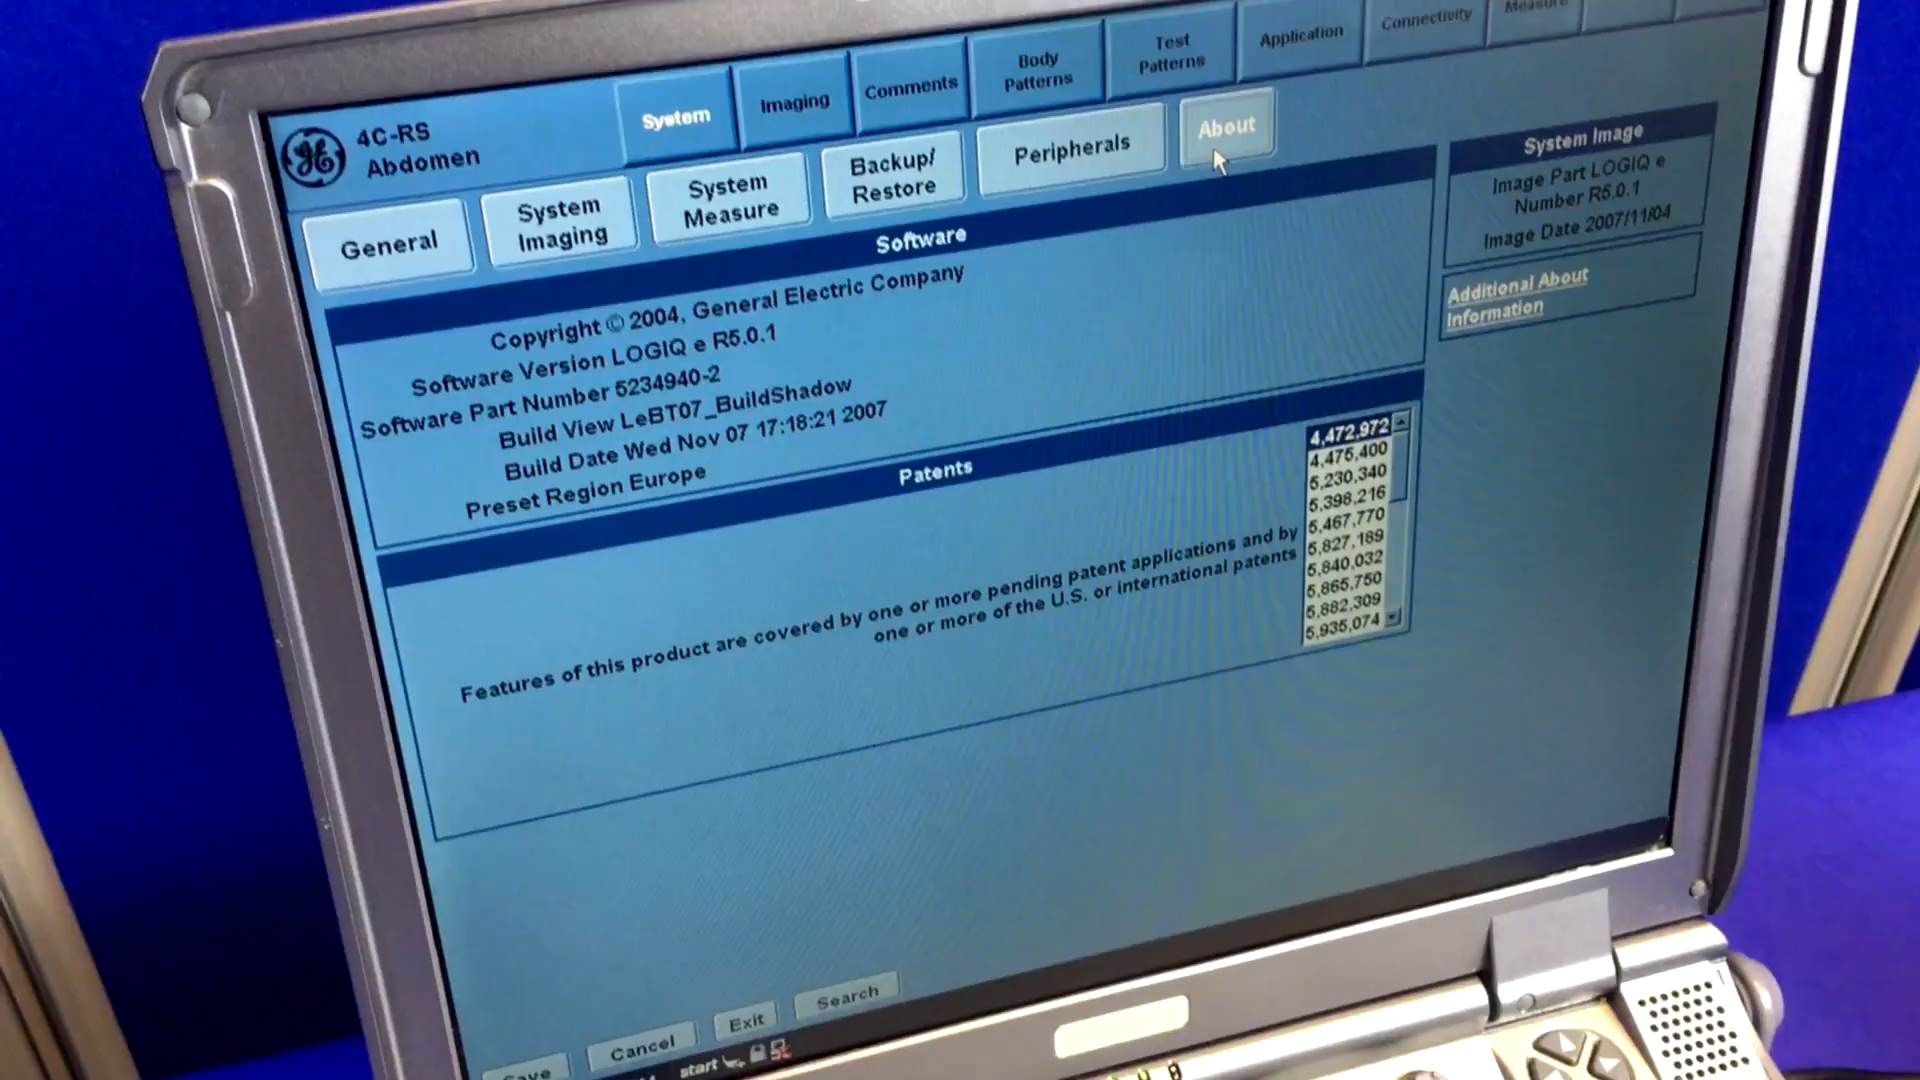 4C-RS
Abdomen
System
Imaging
Comments
Body
Patterns
Test
Patterns
Application
Connectivity
Measure
General
System
Imaging
System
Measure
Backup/
Restore
Peripherals
About
Software
Copyright © 2004, General Electric Company
Software Version LOGIQ e R5.0.1
Software Part Number 5234940-2
Build View LeBT07_BuildShadow
Build Date Wed Nov 07 17:18:21 2007
Preset Region Europe
Patents
Features of this product are covered by one or more pending patent applications and by
one or more of the U.S. or international patents
4,472,972
4,475,400
5,230,340
5,398,216
5,467,770
5,827,189
5,840,032
5,865,750
5,882,309
5,935,074
System Image
Image Part LOGIQ e
Number R5.0.1
Image Date 2007/11/04
Additional About
Information
Save
Cancel
Exit
Search
start